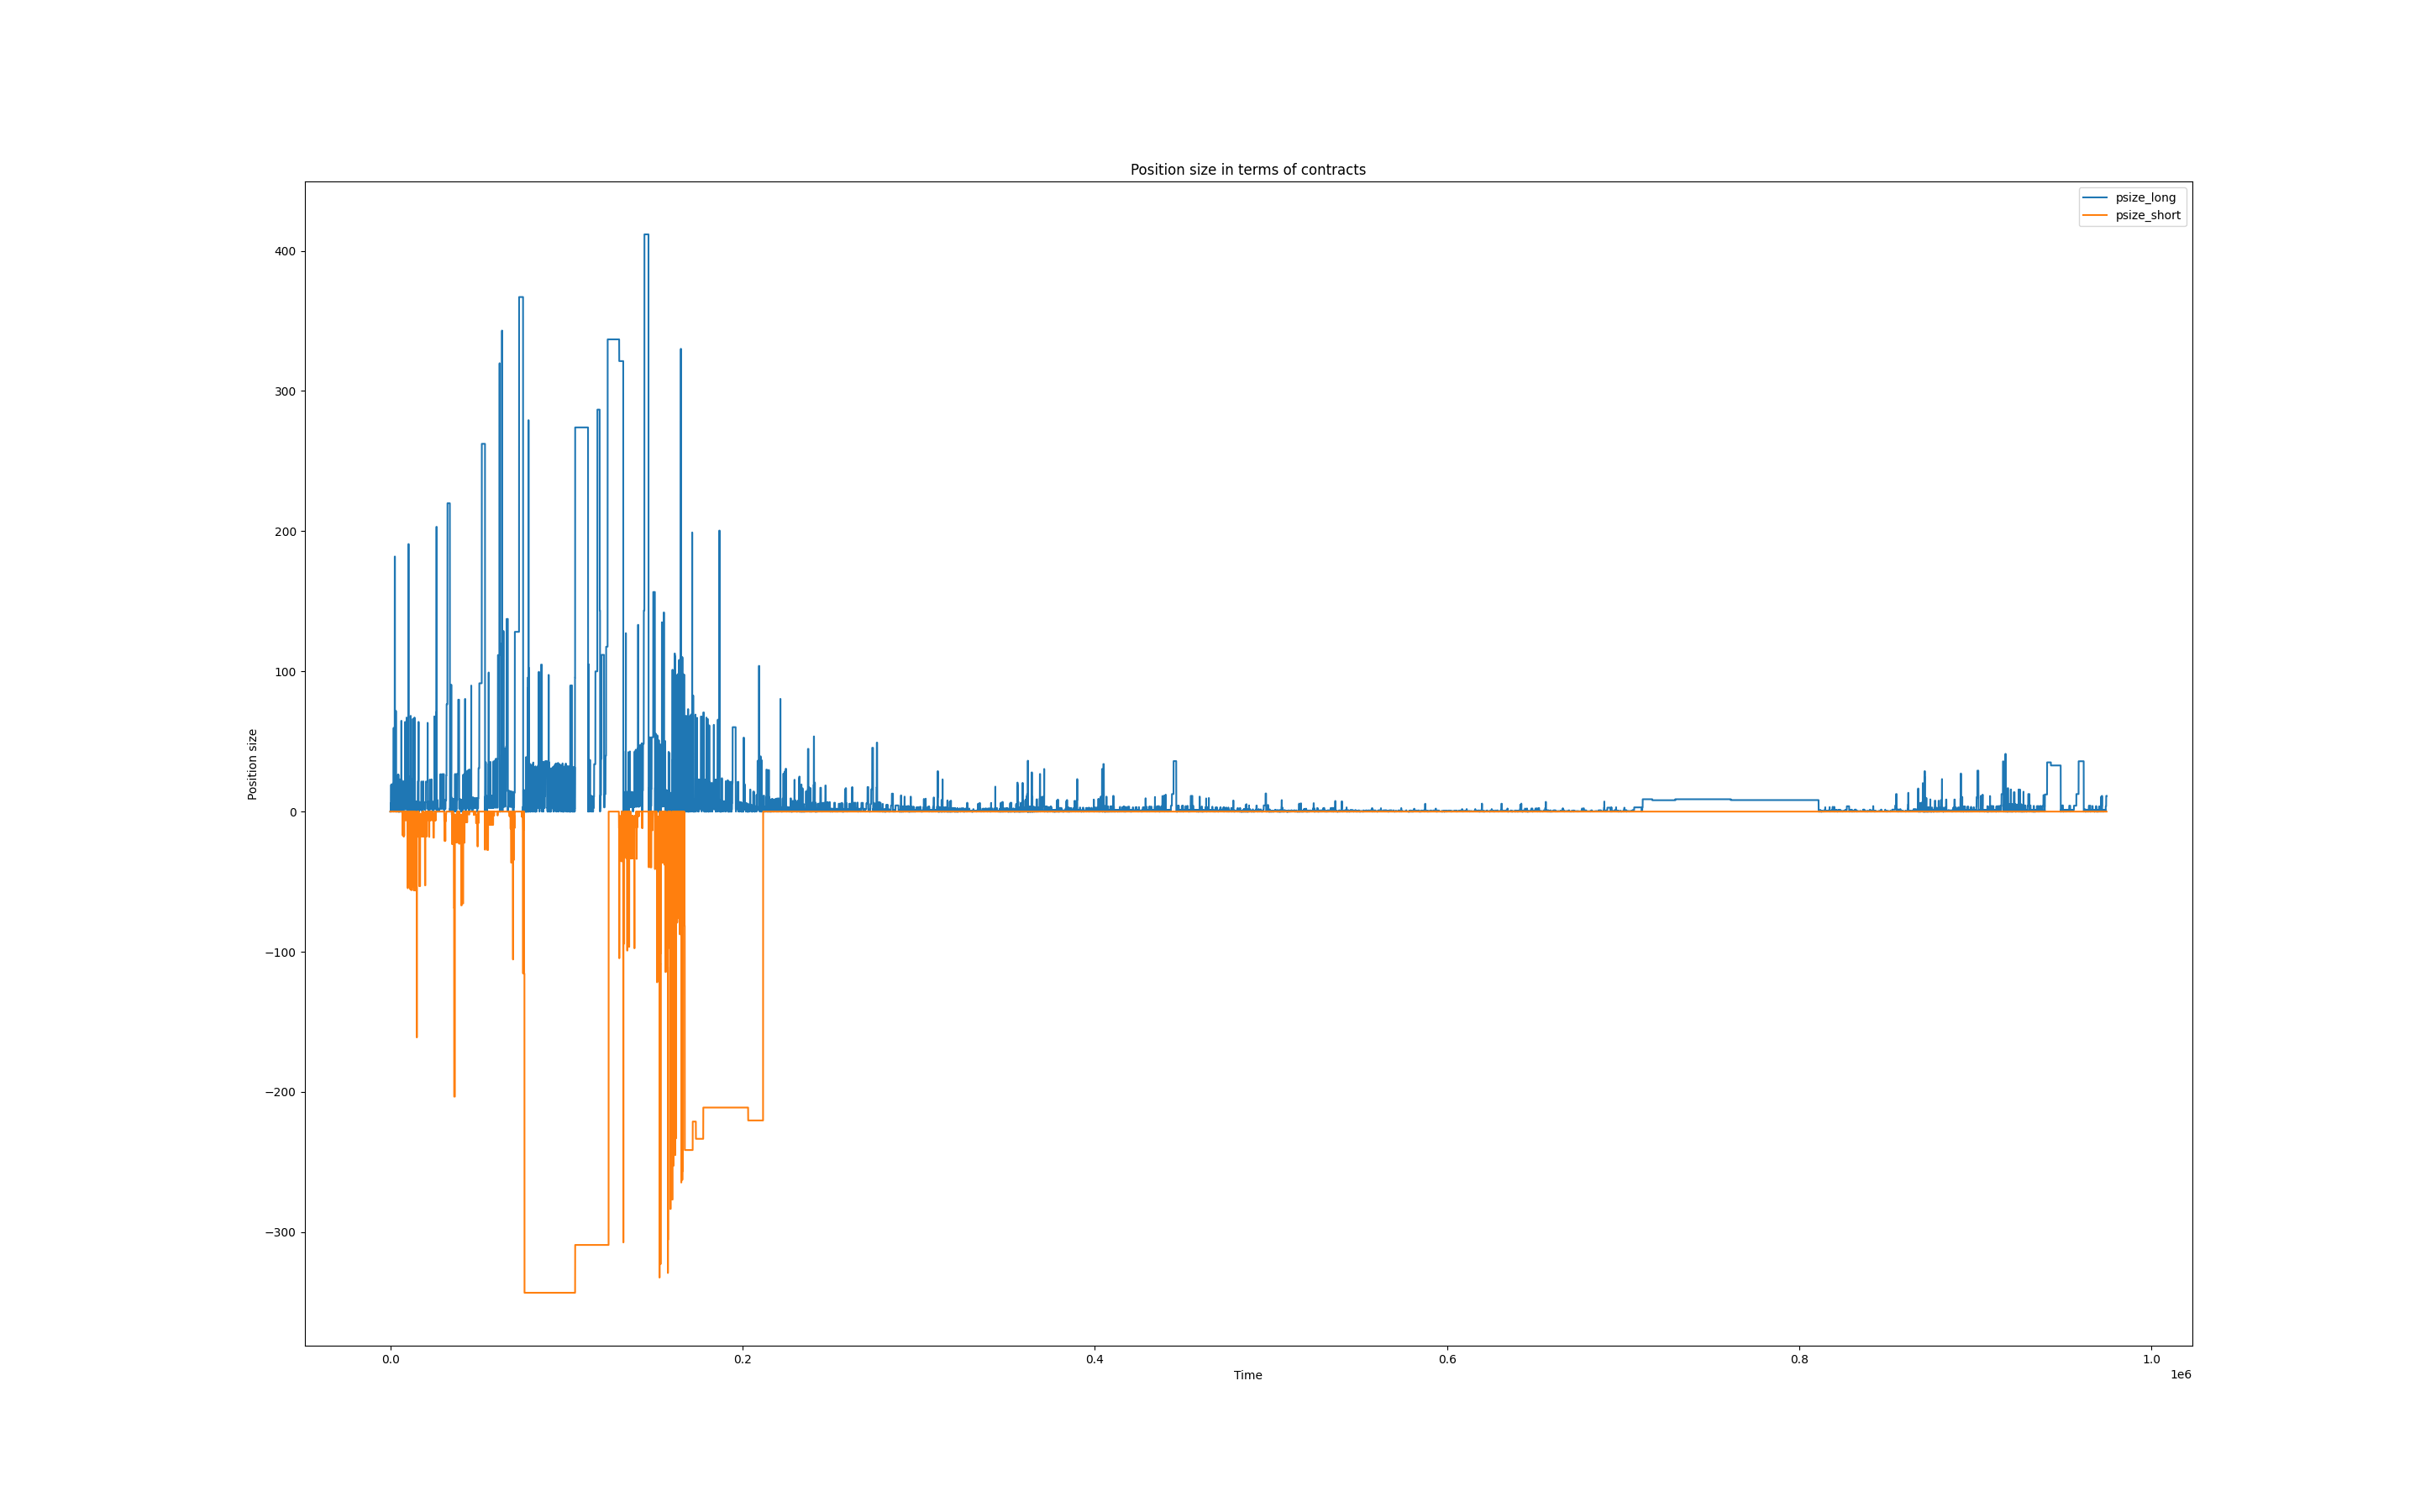 Position size in terms of contracts
psize_long
psize_short
400
300
200
100
0
−100
−200
−300
Position size
0.0
0.2
0.4
0.6
0.8
1.0
1e6
Time